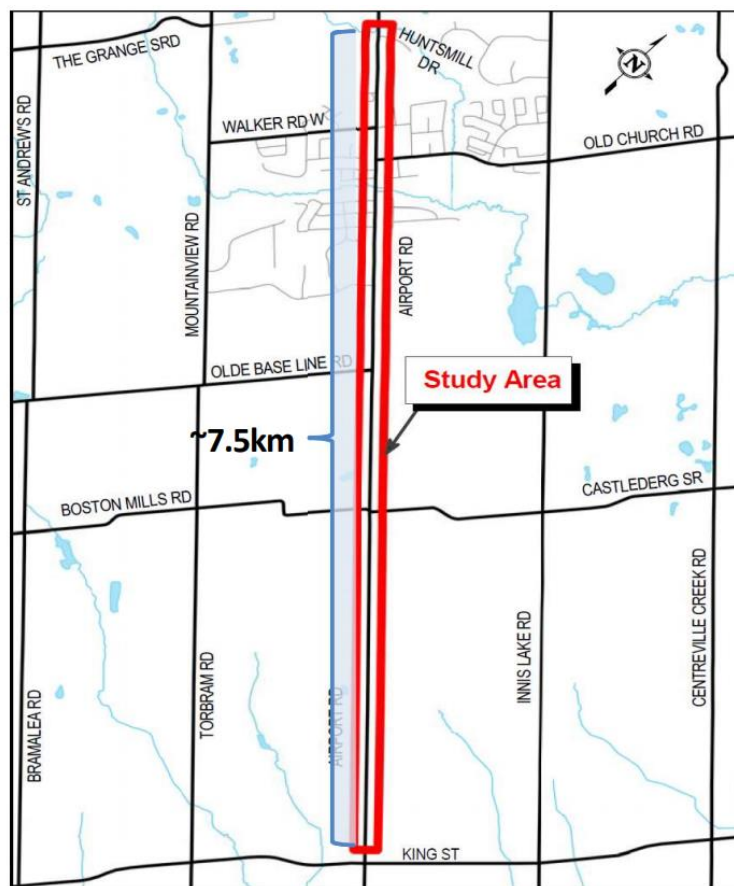 HUNTSMILL
DR
THE GRANGE SRD
N
WALKER RD W
OLD CHURCH RD
ST ANDREW'S RD
MOUNTAINVIEW RD
AIRPORT RD
OLDE BASE LINE RD
Study Area
~7.5km
BOSTON MILLS RD
CASTLEDERG SR
BRAMALEA RD
TORBRAM RD
AIRPORT RD
INNIS LAKE RD
CENTREVILLE CREEK RD
KING ST